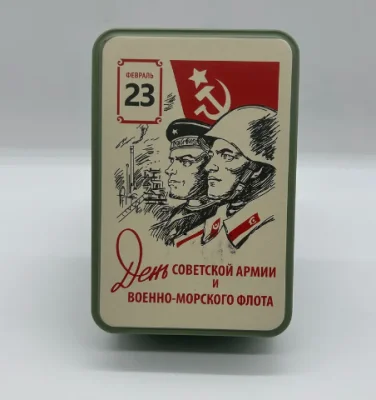 ФЕВРАЛЬ
23
День СОВЕТСКОЙ АРМИИ
И
ВОЕННО-МОРСКОГО ФЛОТА